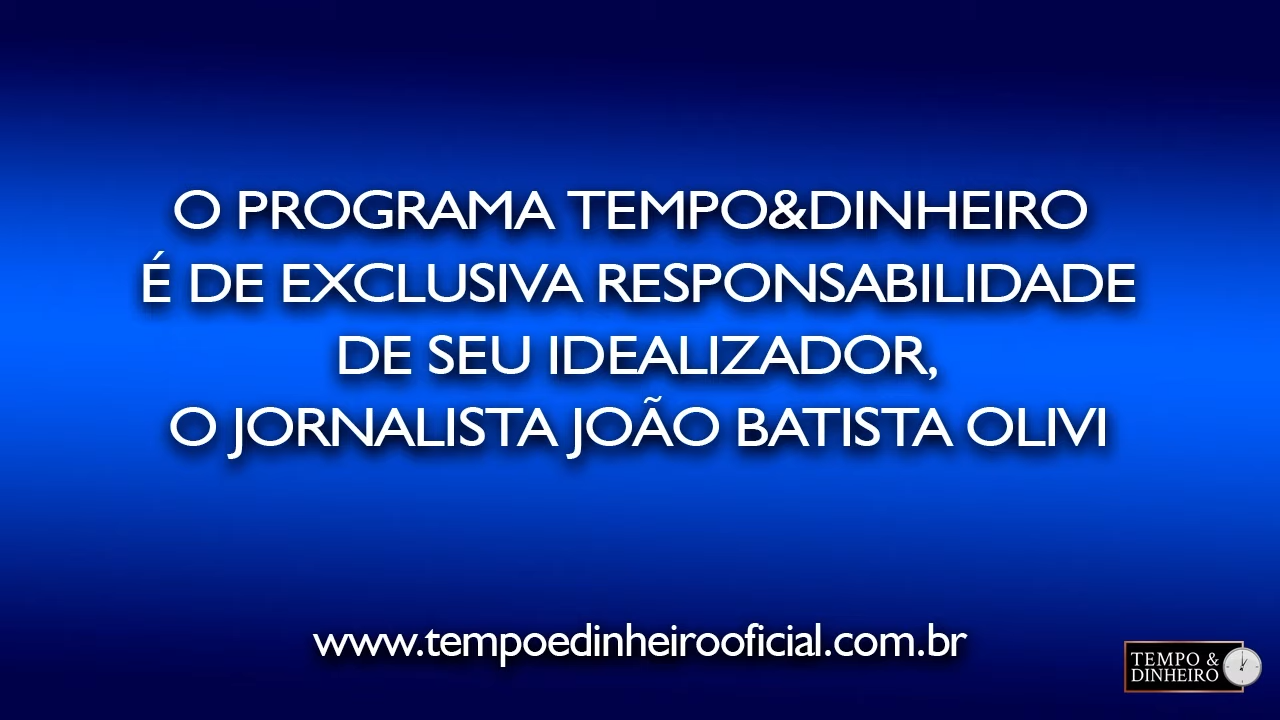 O PROGRAMA TEMPO&DINHEIRO
É DE EXCLUSIVA RESPONSABILIDADE
DE SEU IDEALIZADOR,
O JORNALISTA JOÃO BATISTA OLIVI
www.tempoedinheirooficial.com.br
TEMPO &
DINHEIRO